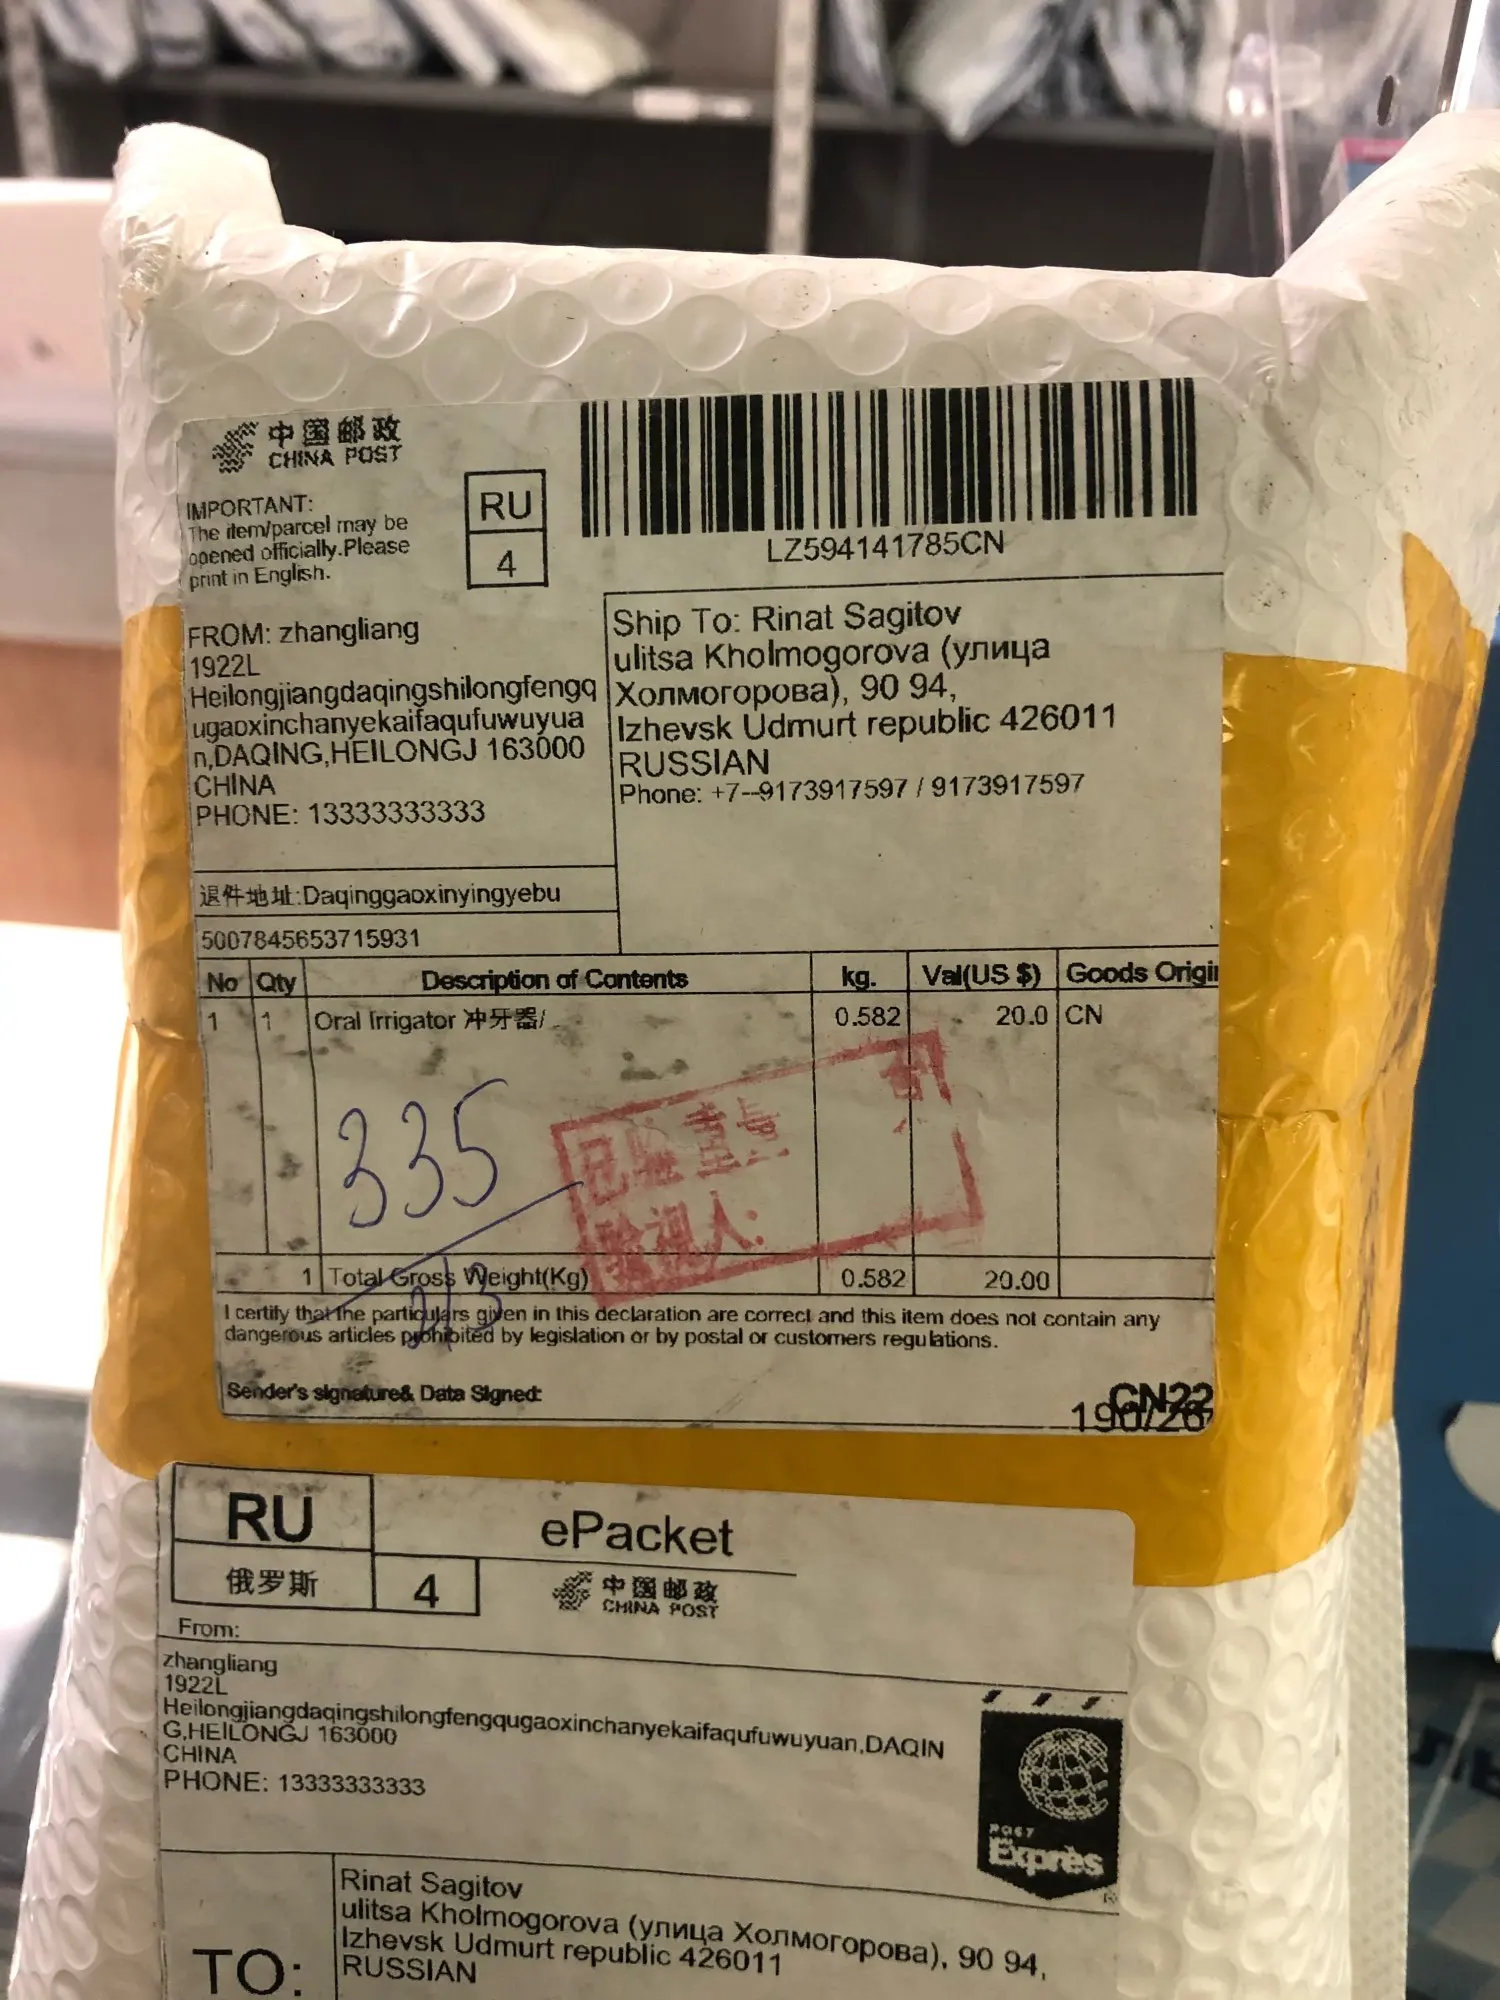 中国邮政
CHINA POST
IMPORTANT:
The item/parcel may be
opened officially.Please
print in English.
RU
4
LZ594141785CN
FROM: zhangliang
1922L
Heilongjiangdaqingshilongfengq
ugaoxinchanyekaifaqufuwuyua
n,DAQING,HEILONGJ 163000
CHINA
PHONE: 13333333333
Ship To: Rinat Sagitov
ulitsa Kholmogorova (улица
Холмогорова), 90 94,
Izhevsk Udmurt republic 426011
RUSSIAN
Phone: +7--9173917597 / 9173917597
退件地址:Daqinggaoxinyingyebu
5007845653715931
No Qty Description of Contents kg. Val(US $) Goods Origin
1 1 Oral Irrigator 冲牙器/ 0.582 20.0 CN
335
验视人:
1 Total Gross Weight(Kg) 0.582 20.00
I certify that the particulars given in this declaration are correct and this item does not contain any
dangerous articles prohibited by legislation or by postal or customers regulations.
Sender's signature& Data Signed:
CN22
RU
俄罗斯
4
ePacket
中国邮政
CHINA POST
From:
zhangliang
1922L
Heilongjiangdaqingshilongfengqugaoxinchanyekaifaqufuwuyuan,DAQIN
G,HEILONGJ 163000
CHINA
PHONE: 13333333333
POST
Exprès
TO:
Rinat Sagitov
ulitsa Kholmogorova (улица Холмогорова), 90 94,
Izhevsk Udmurt republic 426011
RUSSIAN